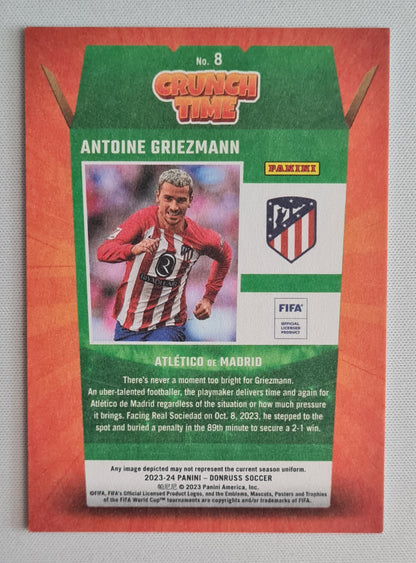 No. 8
CRUNCH
TIME
ANTOINE GRIEZMANN
PANINI
FIFA®
OFFICIAL
LICENSED
PRODUCT
ATLÉTICO DE MADRID
There's never a moment too bright for Griezmann.
An uber-talented footballer, the playmaker delivers time and again for
Atlético de Madrid regardless of the situation or how much pressure
it brings. Facing Real Sociedad on Oct. 8, 2023, he stepped to the
spot and buried a penalty in the 89th minute to secure a 2-1 win.
Any image depicted may not represent the current season uniform.
2023-24 PANINI – DONRUSS SOCCER
帕尼尼 © 2023 Panini America, Inc.
©FIFA, FIFA's Official Licensed Product Logos, and the Emblems, Mascots, Posters and Trophies
of the FIFA World Cup™ tournaments are copyrights and/or trademarks of FIFA.